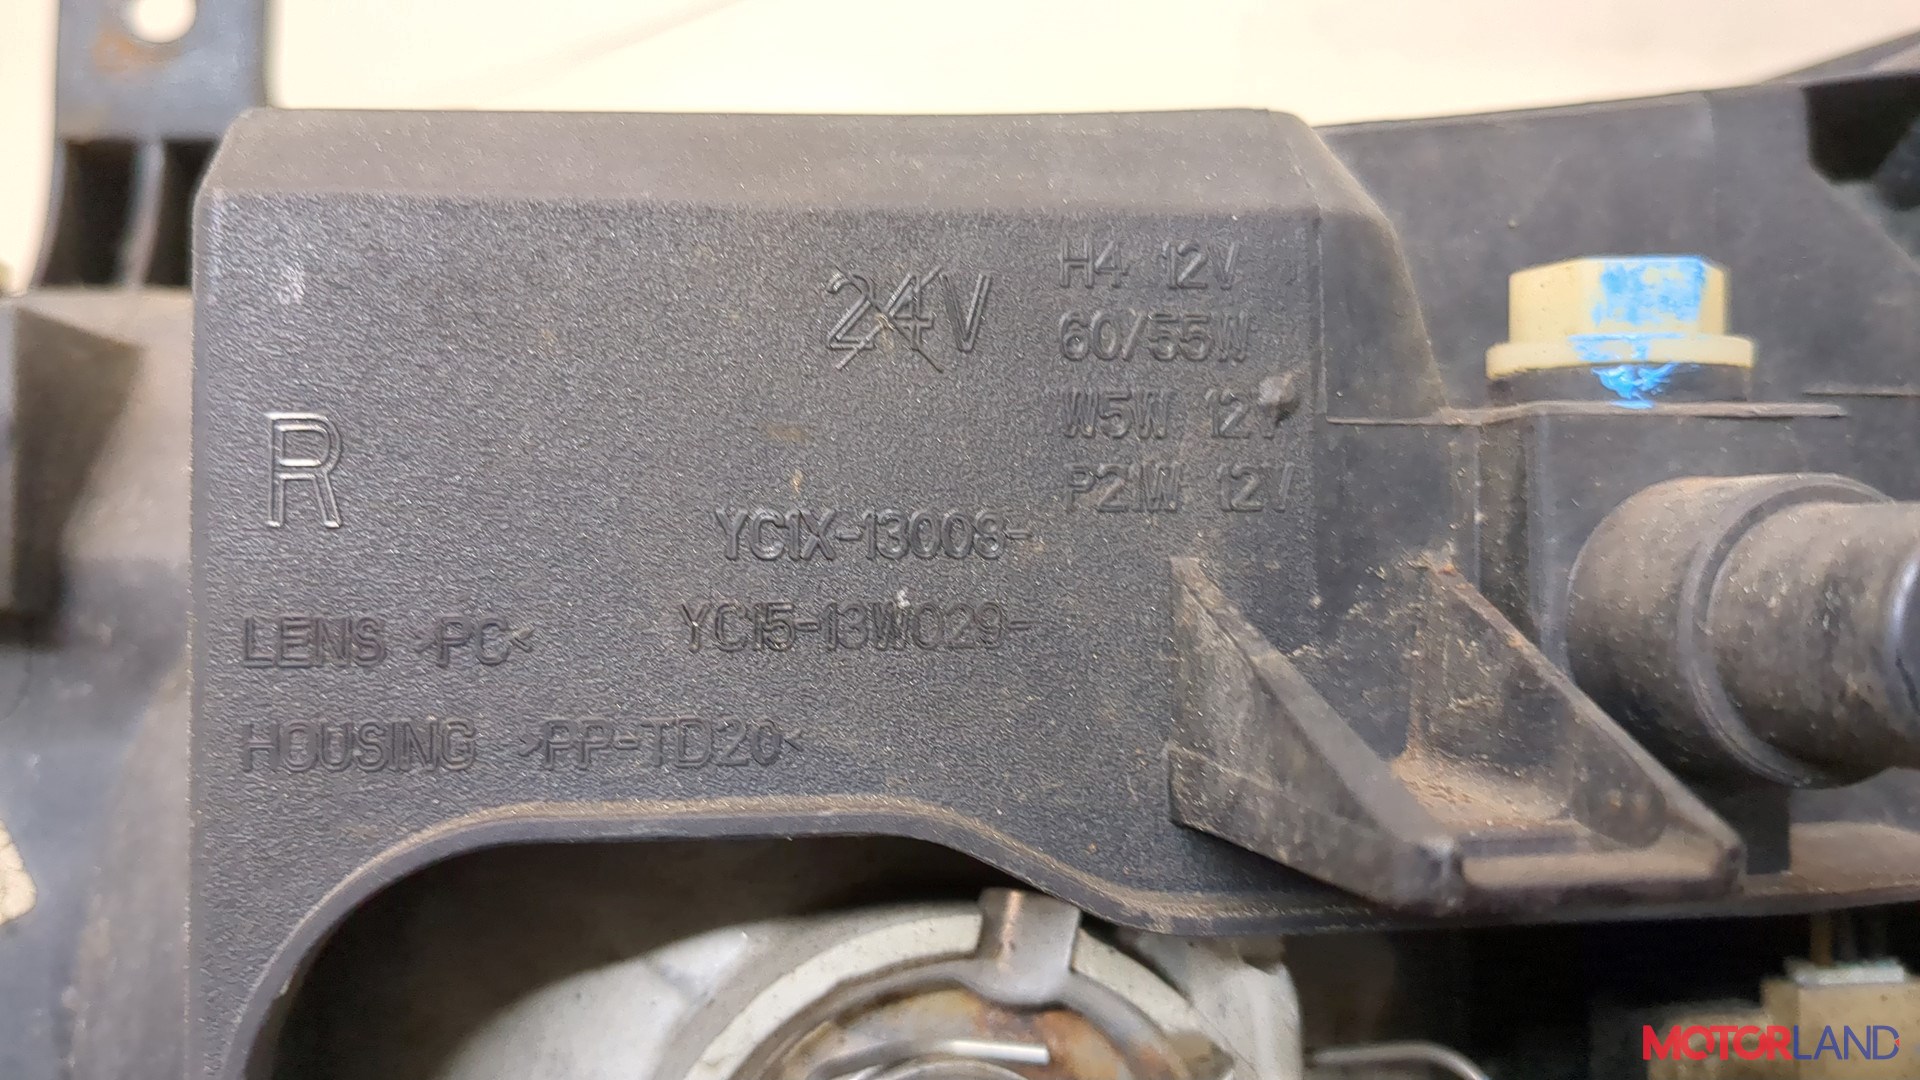 24V
H4 12V
60/55W
W5W 12V
P21W 12V
R
YC1X-13008-
YC15-13W029-
LENS >PC<
HOUSING >PP-TD20<
MOTORLAND